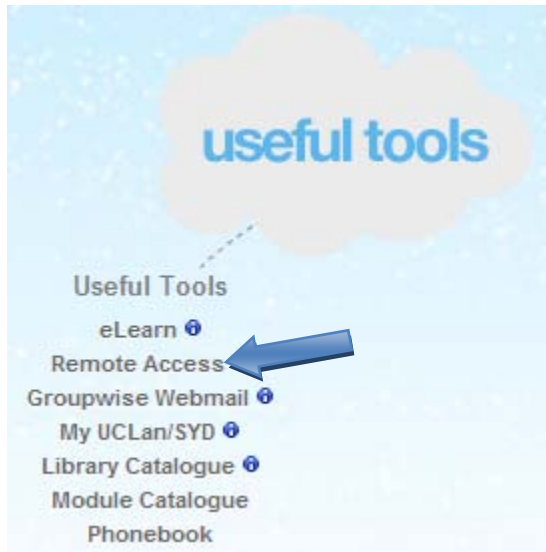 useful tools
Useful Tools
eLearn
Remote Access
Groupwise Webmail
My UCLan/SYD
Library Catalogue
Module Catalogue
Phonebook